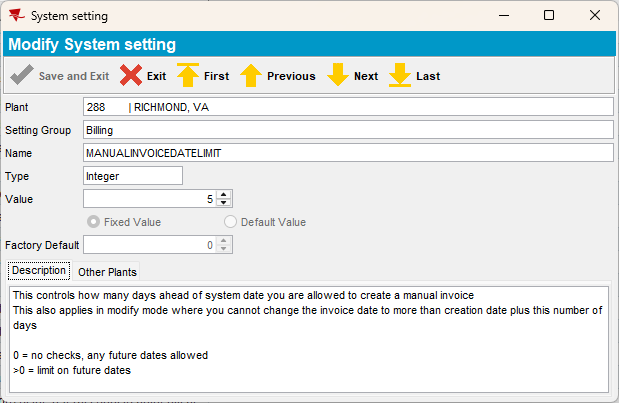 System setting
Modify System setting
Save and Exit Exit First Previous Next Last
Plant 288 | RICHMOND, VA
Setting Group Billing
Name MANUALINVOICEDATELIMIT
Type Integer
Value 5
Fixed Value Default Value
Factory Default 0
Description Other Plants
This controls how many days ahead of system date you are allowed to create a manual invoice
This also applies in modify mode where you cannot change the invoice date to more than creation date plus this number of
days
0 = no checks, any future dates allowed
>0 = limit on future dates